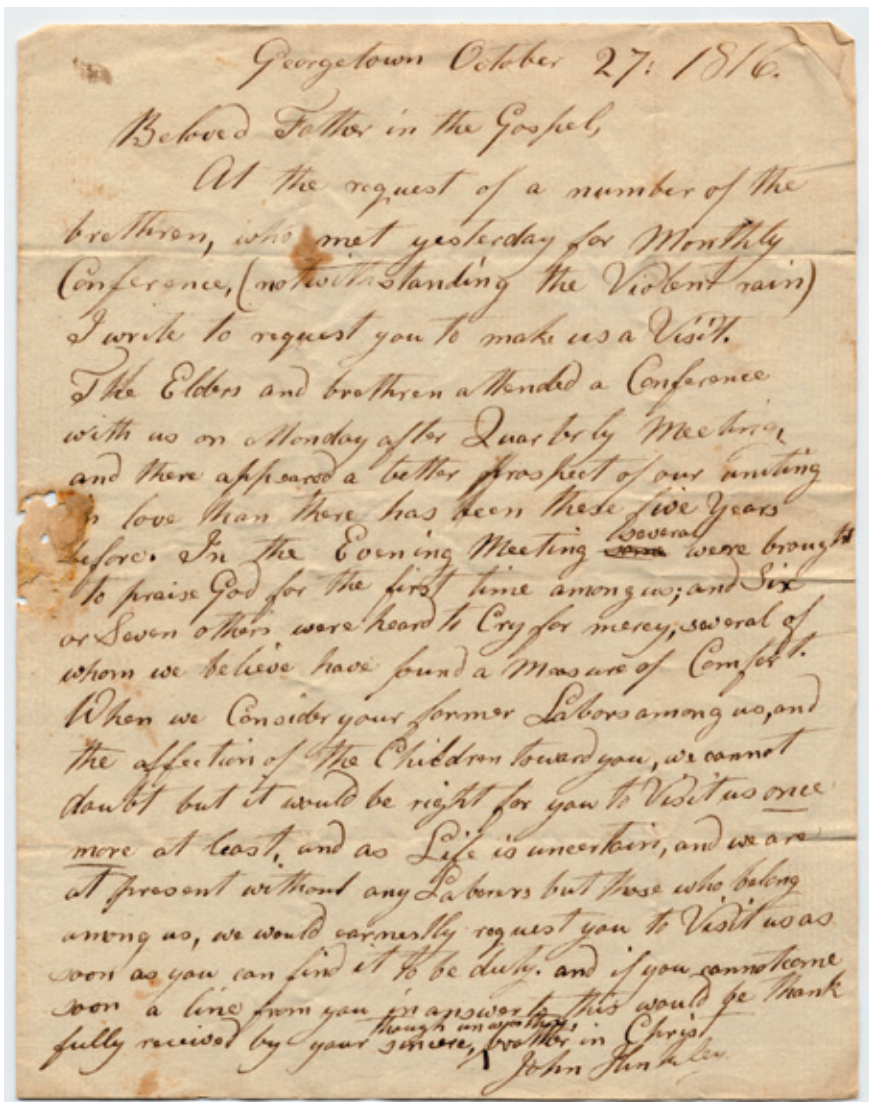 Georgetown October 27: 1816.
Beloved Father in the Gospel,
At the request of a number of the
brethren, who met yesterday for Monthly
Conference, (notwithstanding the Violent rain)
I write to request you to make us a Visit.
The Elders and brethren attended a Conference
with us on Monday after Quarterly Meeting,
and there appeared a better prospect of our uniting
in love than there has been these five Years
before. In the Evening Meeting some several were brought
to praise God for the first time among us; and Six
or Seven others were heard to Cry for mercy, several of
whom we believe have found a Measure of Comfort.
When we Consider your former Labors among us, and
the affection of the Children toward you, we cannot
doubt but it would be right for you to Visit us once
more at least, and as Life is uncertain, and we are
at present without any Laborers but those who belong
among us, we would earnestly request you to Visit us as
soon as you can find it to be duty. and if you cannot come
soon a line from you in answer to this would be thank
fully received by your sincere, though unworthy brother in Christ
John Hinkley